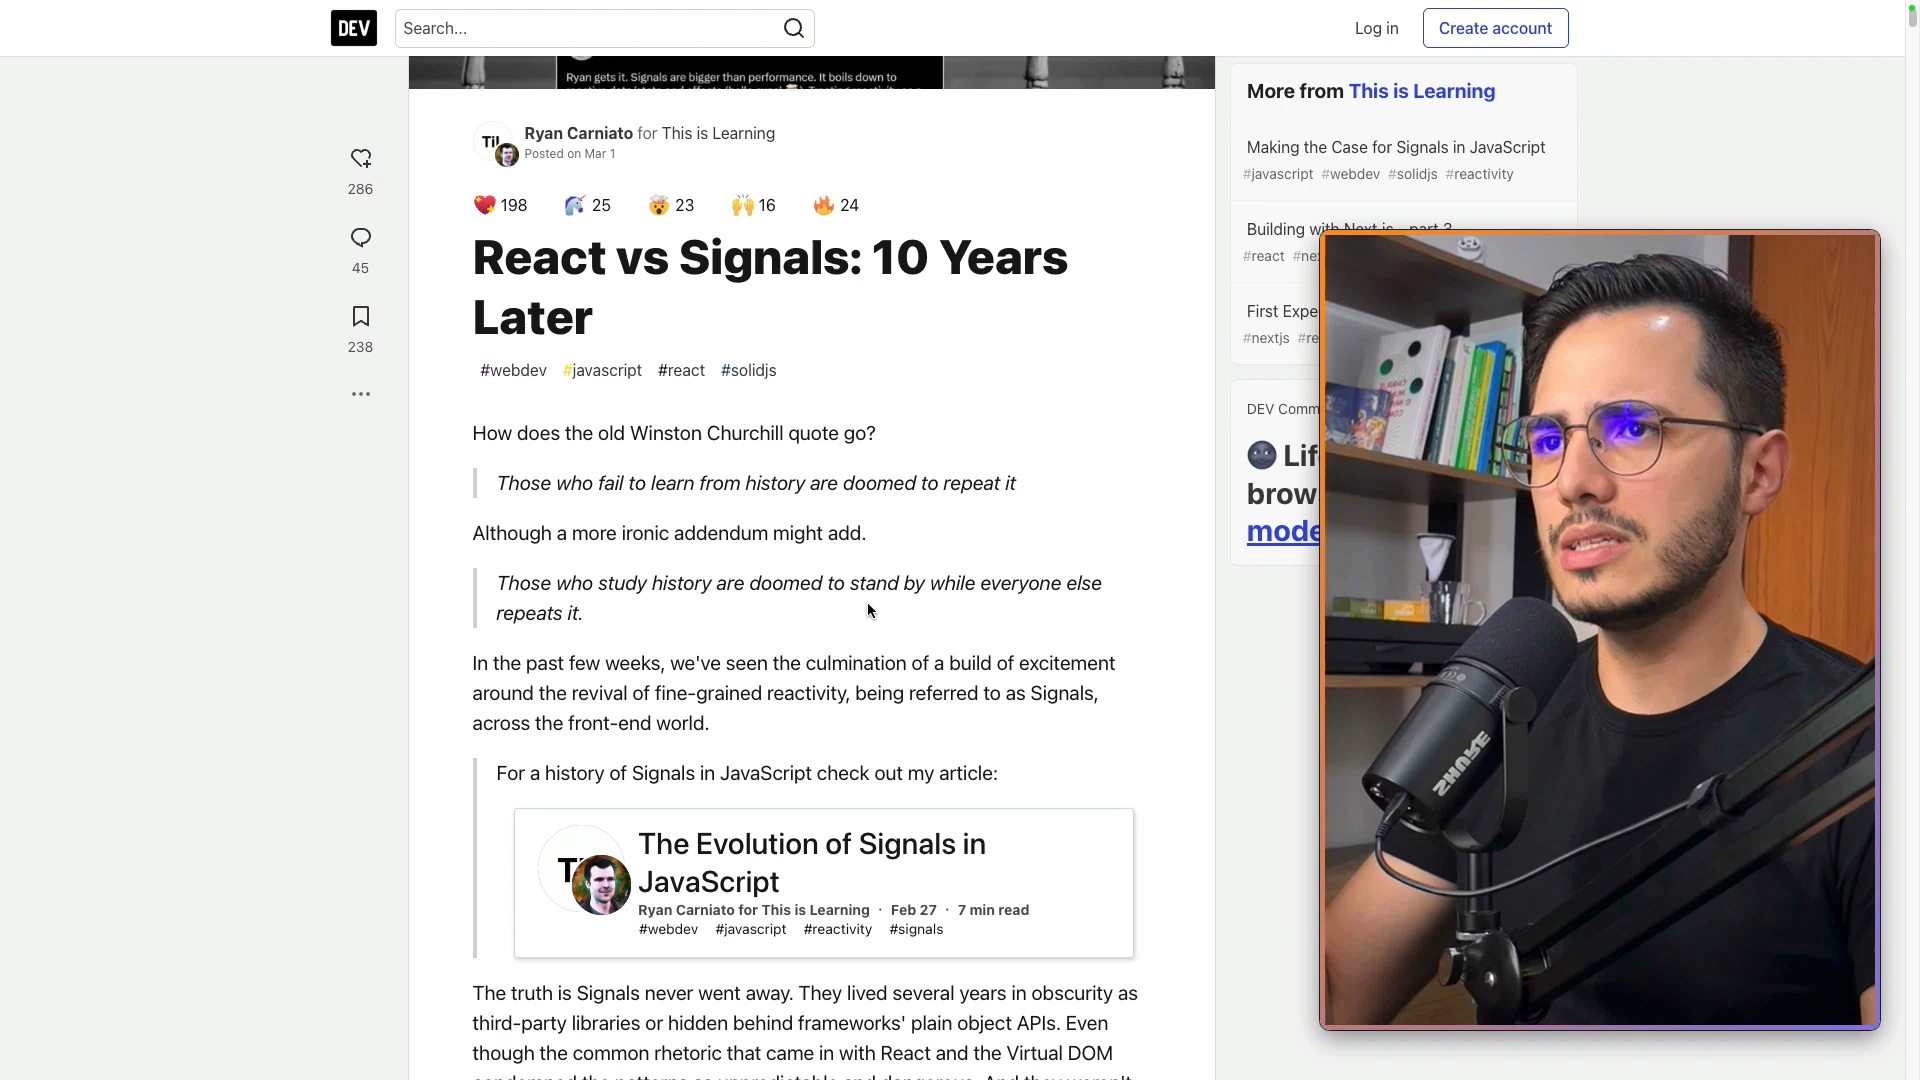 DEV
Search...
Log in
Create account
Ryan gets it. Signals are bigger than performance. It boils down to
Ryan Carniato for This is Learning
Posted on Mar 1
286
45
238
198
25
23
16
24
React vs Signals: 10 Years
Later
#webdev #javascript #react #solidjs
How does the old Winston Churchill quote go?
Those who fail to learn from history are doomed to repeat it
Although a more ironic addendum might add.
Those who study history are doomed to stand by while everyone else
repeats it.
In the past few weeks, we've seen the culmination of a build of excitement
around the revival of fine-grained reactivity, being referred to as Signals,
across the front-end world.
For a history of Signals in JavaScript check out my article:
The Evolution of Signals in
JavaScript
Ryan Carniato for This is Learning · Feb 27 · 7 min read
#webdev #javascript #reactivity #signals
The truth is Signals never went away. They lived several years in obscurity as
third-party libraries or hidden behind frameworks' plain object APIs. Even
though the common rhetoric that came in with React and the Virtual DOM
More from This is Learning
Making the Case for Signals in JavaScript
#javascript #webdev #solidjs #reactivity
Building with Next.js - part 3
#react
First
#nextjs
DEV
SHURE